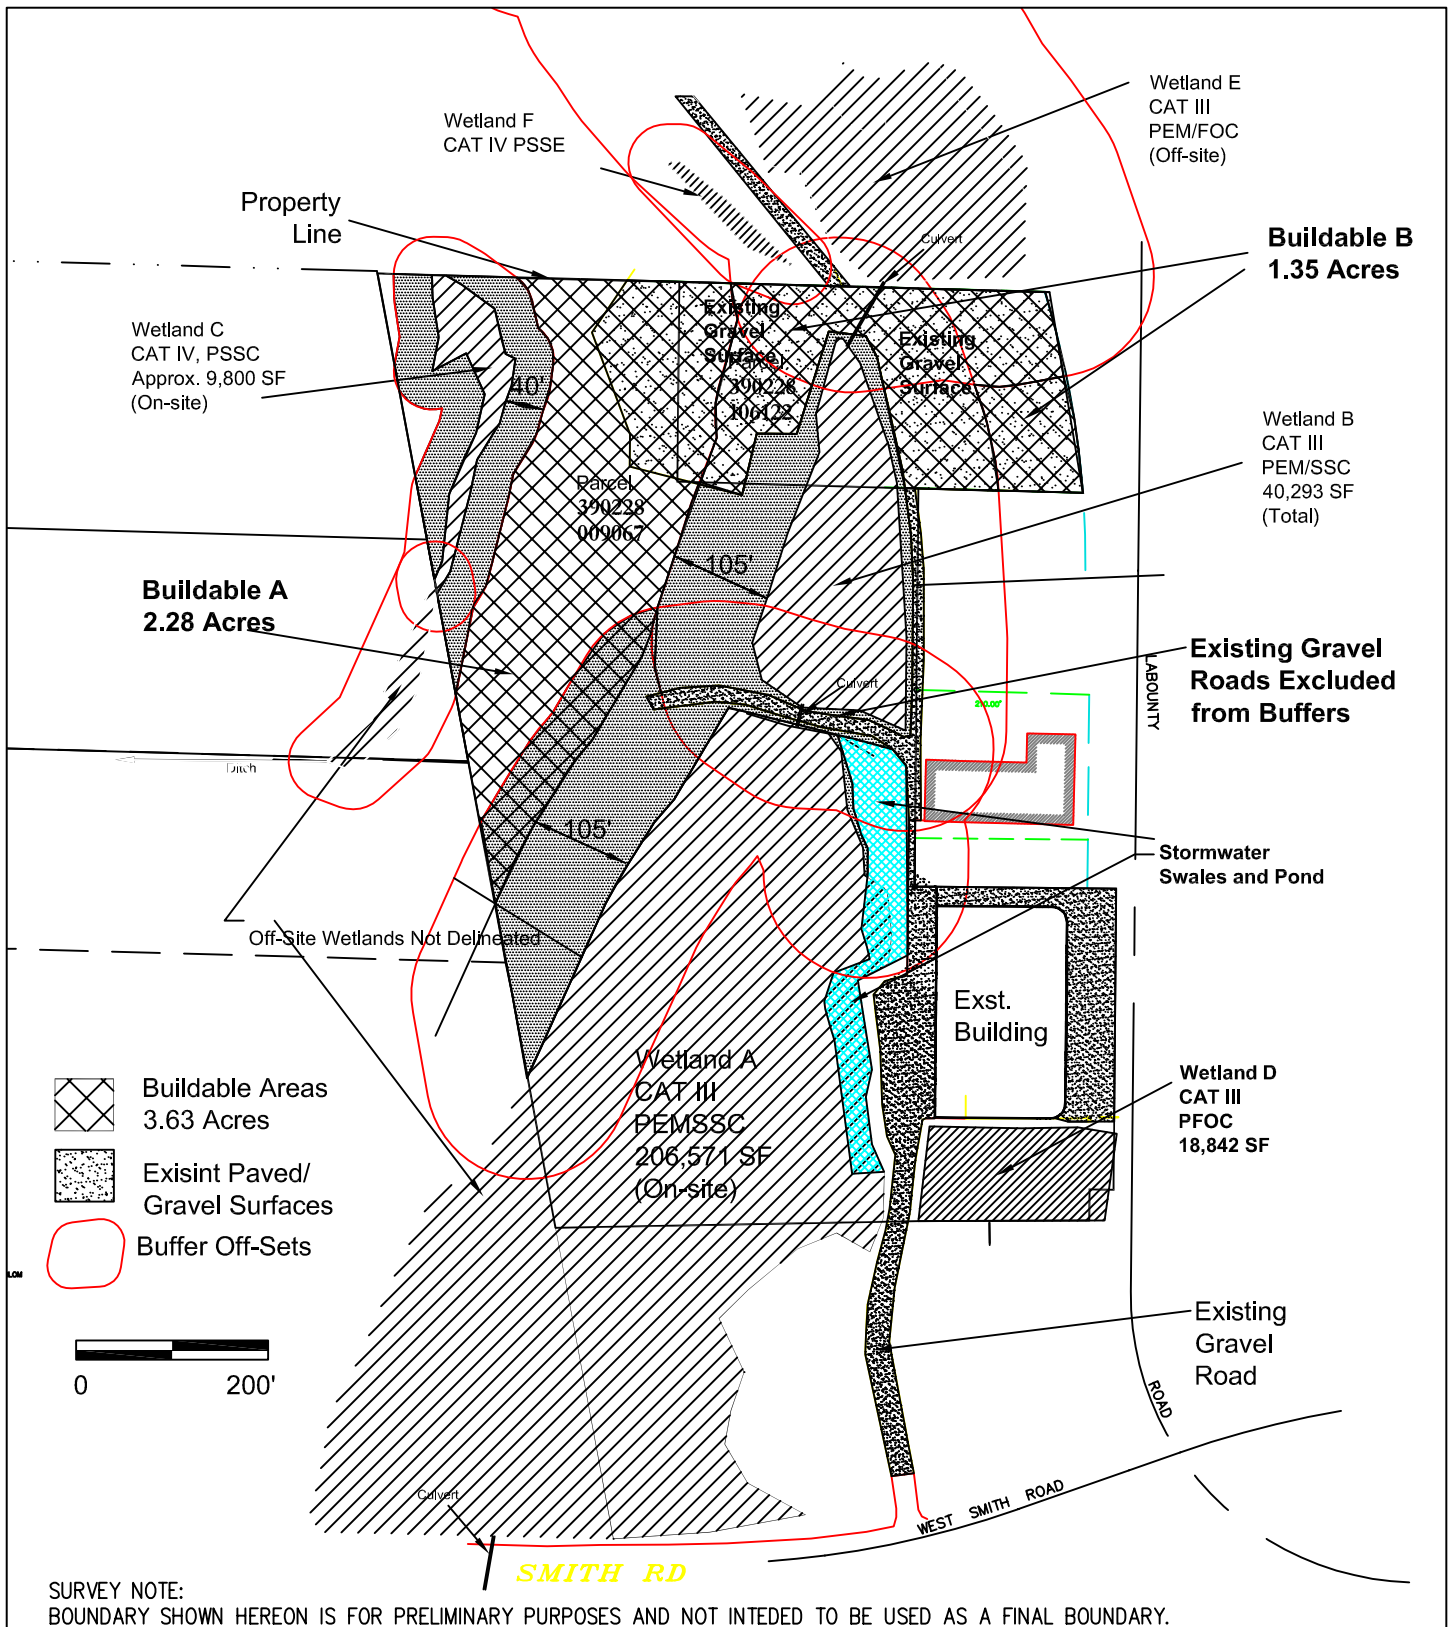 Wetland E
CAT III
PEM/FOC
(Off-site)
Wetland F
CAT IV PSSE
Property
Line
Culvert
Buildable B
1.35 Acres
Wetland C
CAT IV, PSSC
Approx. 9,800 SF
(On-site)
Existing
Gravel
Surface
Existing
Gravel
Surface
Parcel
390228
106122
40'
Wetland B
CAT III
PEM/SSC
40,293 SF
(Total)
Parcel
390228
009067
105'
Buildable A
2.28 Acres
Existing Gravel
Roads Excluded
from Buffers
LABOUNTY
Culvert
210.00'
Ditch
105'
Stormwater
Swales and Pond
Off-Site Wetlands Not Delineated
Exst.
Building
Wetland A
CAT III
PEMSSC
206,571 SF
(On-site)
Wetland D
CAT III
PFOC
18,842 SF
Buildable Areas
3.63 Acres
Exisint Paved/
Gravel Surfaces
Buffer Off-Sets
Existing
Gravel
Road
0 200'
ROAD
Culvert
WEST SMITH ROAD
SMITH RD
SURVEY NOTE:
BOUNDARY SHOWN HEREON IS FOR PRELIMINARY PURPOSES AND NOT INTEDED TO BE USED AS A FINAL BOUNDARY.